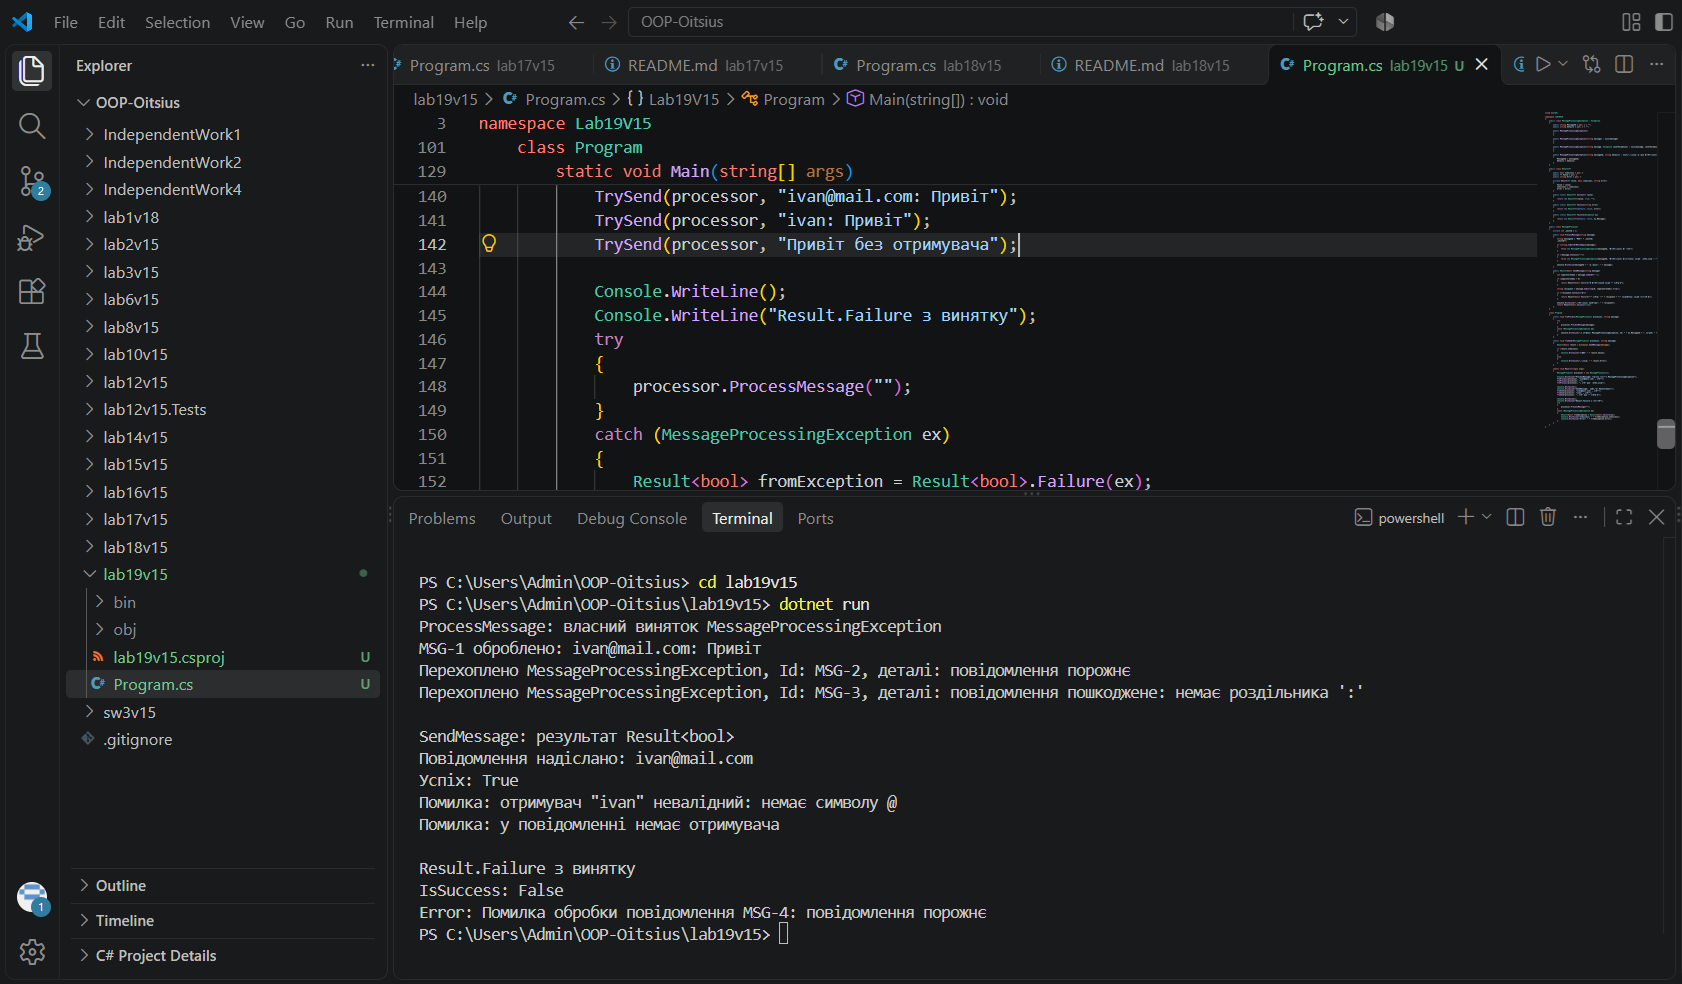 File Edit Selection View Go Run Terminal Help
OOP-Oitsius
Explorer
OOP-Oitsius
IndependentWork1
IndependentWork2
IndependentWork4
lab1v18
lab2v15
lab3v15
lab6v15
lab8v15
lab10v15
lab12v15
lab12v15.Tests
lab14v15
lab15v15
lab16v15
lab17v15
lab18v15
lab19v15
bin
obj
lab19v15.csproj U
Program.cs U
sw3v15
.gitignore
Outline
Timeline
C# Project Details
2
1
Program.cs lab17v15 README.md lab17v15 Program.cs lab18v15 README.md lab18v15 Program.cs lab19v15 U
lab19v15 > Program.cs > {} Lab19V15 > Program > Main(string[]) : void
3 namespace Lab19V15
101 class Program
129 static void Main(string[] args)
140 TrySend(processor, "ivan@mail.com: Привіт");
141 TrySend(processor, "ivan: Привіт");
142 TrySend(processor, "Привіт без отримувача");
143
144 Console.WriteLine();
145 Console.WriteLine("Result.Failure з винятку");
146 try
147 {
148 processor.ProcessMessage("");
149 }
150 catch (MessageProcessingException ex)
151 {
152 Result<bool> fromException = Result<bool>.Failure(ex);
Problems Output Debug Console Terminal Ports
powershell
PS C:\Users\Admin\OOP-Oitsius> cd lab19v15
PS C:\Users\Admin\OOP-Oitsius\lab19v15> dotnet run
ProcessMessage: власний виняток MessageProcessingException
MSG-1 оброблено: ivan@mail.com: Привіт
Перехоплено MessageProcessingException, Id: MSG-2, деталі: повідомлення порожнє
Перехоплено MessageProcessingException, Id: MSG-3, деталі: повідомлення пошкоджене: немає роздільника ':'
SendMessage: результат Result<bool>
Повідомлення надіслано: ivan@mail.com
Успіх: True
Помилка: отримувач "ivan" невалідний: немає символу @
Помилка: у повідомленні немає отримувача
Result.Failure з винятку
IsSuccess: False
Error: Помилка обробки повідомлення MSG-4: повідомлення порожнє
PS C:\Users\Admin\OOP-Oitsius\lab19v15>